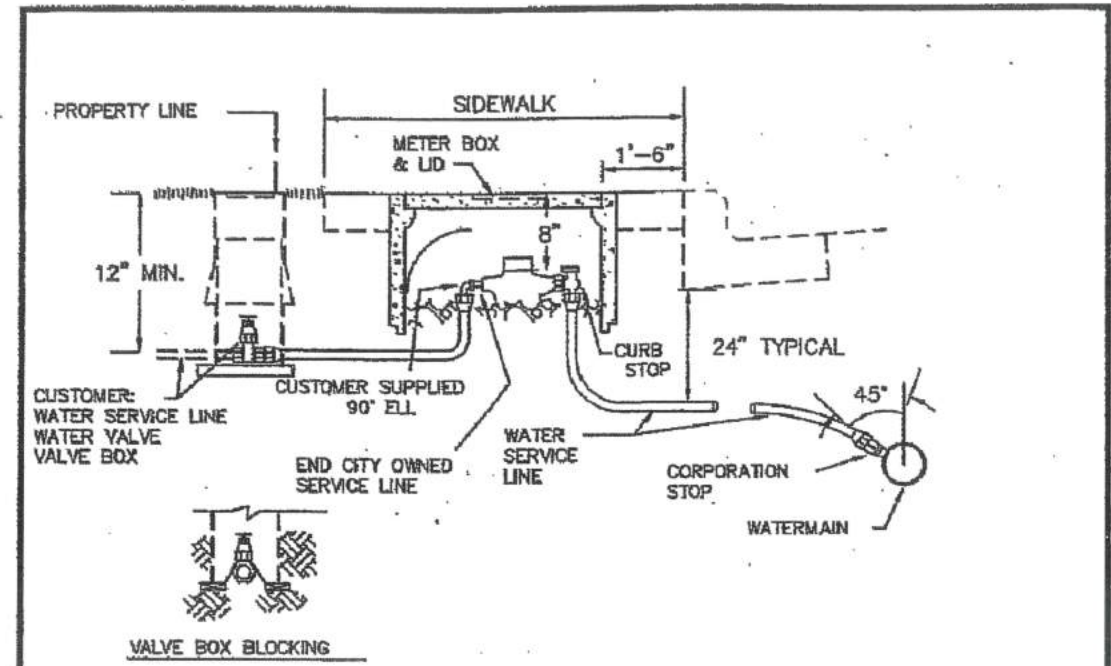 PROPERTY LINE
SIDEWALK
METER BOX
& LID
1'-6"
8"
12" MIN.
CURB
STOP
24" TYPICAL
CUSTOMER:
WATER SERVICE LINE
WATER VALVE
VALVE BOX
CUSTOMER SUPPLIED
90° ELL
45°
END CITY OWNED
SERVICE LINE
WATER
SERVICE
LINE
CORPORATION
STOP
WATERMAIN
VALVE BOX BLOCKING